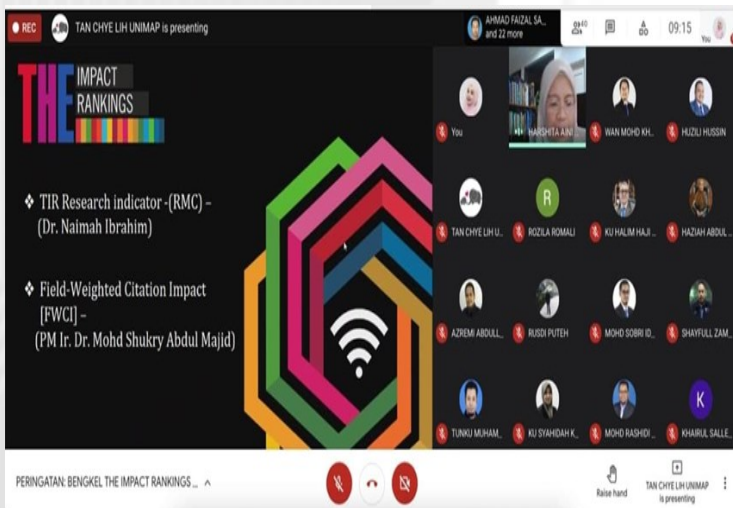 REC
TAN CHYE LIH UNIMAP is presenting
AHMAD FAIZAL SA...
and 22 more
40
09:15
You
THE IMPACT
RANKINGS
❖ TIR Research indicator -(RMC) –
(Dr. Naimah Ibrahim)
❖ Field-Weighted Citation Impact
[FWCI] –
(PM Ir. Dr. Mohd Shukry Abdul Majid)
You
HARSHITA AINI
WAN MOHD KH...
HUZILI HUSSIN
TAN CHYE LIH U...
R
ROZILA ROMALI
KU HALIM HAJI ...
HAZIAH ABDUL ...
AZREMI ABDULL...
RUSDI PUTEH
MOHD SOBRI ID...
SHAYFULL ZAM...
TUNKU MUHAM...
KU SYAHIDAH K...
MOHD RASHIDI ...
K
KHAIRUL SALLE...
PERINGATAN: BENGKEL THE IMPACT RANKINGS ...
Raise hand
TAN CHYE LIH UNIMAP
is presenting